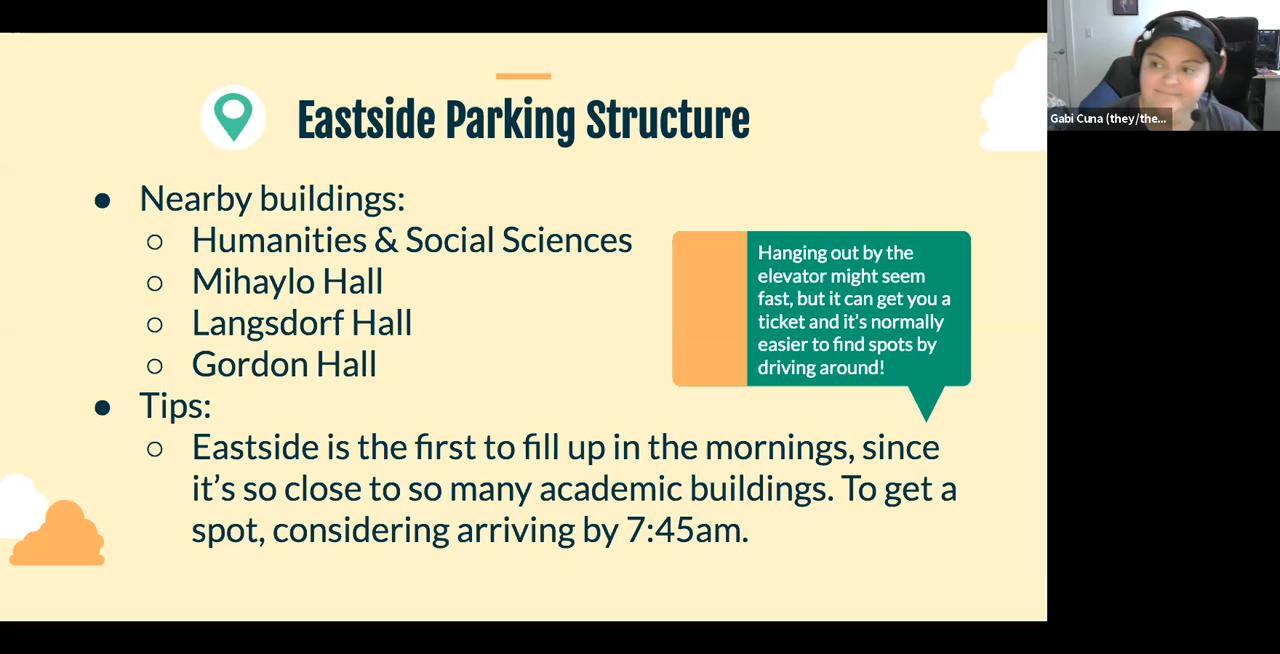 Eastside Parking Structure
● Nearby buildings:
○ Humanities & Social Sciences
○ Mihaylo Hall
○ Langsdorf Hall
○ Gordon Hall
● Tips:
○ Eastside is the first to fill up in the mornings, since
it's so close to so many academic buildings. To get a
spot, considering arriving by 7:45am.
Hanging out by the
elevator might seem
fast, but it can get you a
ticket and it's normally
easier to find spots by
driving around!
Gabi Cuna (they/the...